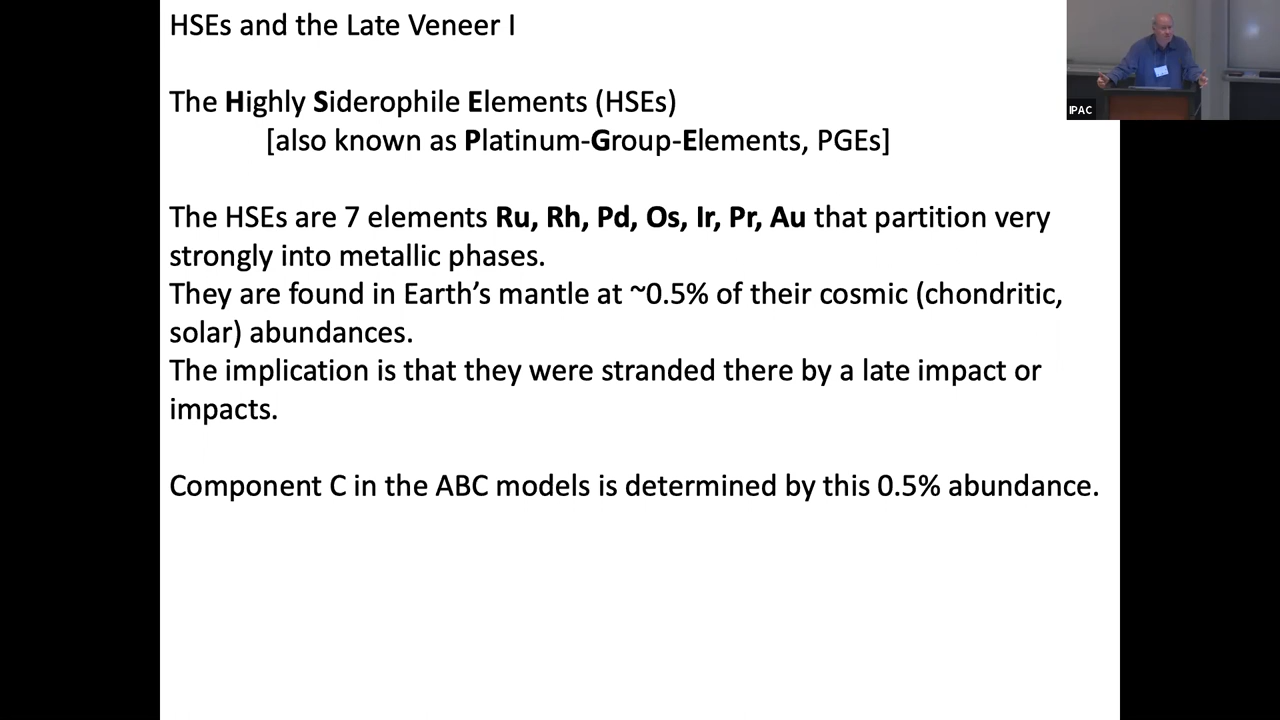 HSEs and the Late Veneer I
The Highly Siderophile Elements (HSEs)
[also known as Platinum-Group-Elements, PGEs]
The HSEs are 7 elements Ru, Rh, Pd, Os, Ir, Pr, Au that partition very
strongly into metallic phases.
They are found in Earth’s mantle at ~0.5% of their cosmic (chondritic,
solar) abundances.
The implication is that they were stranded there by a late impact or
impacts.
Component C in the ABC models is determined by this 0.5% abundance.
IPAC